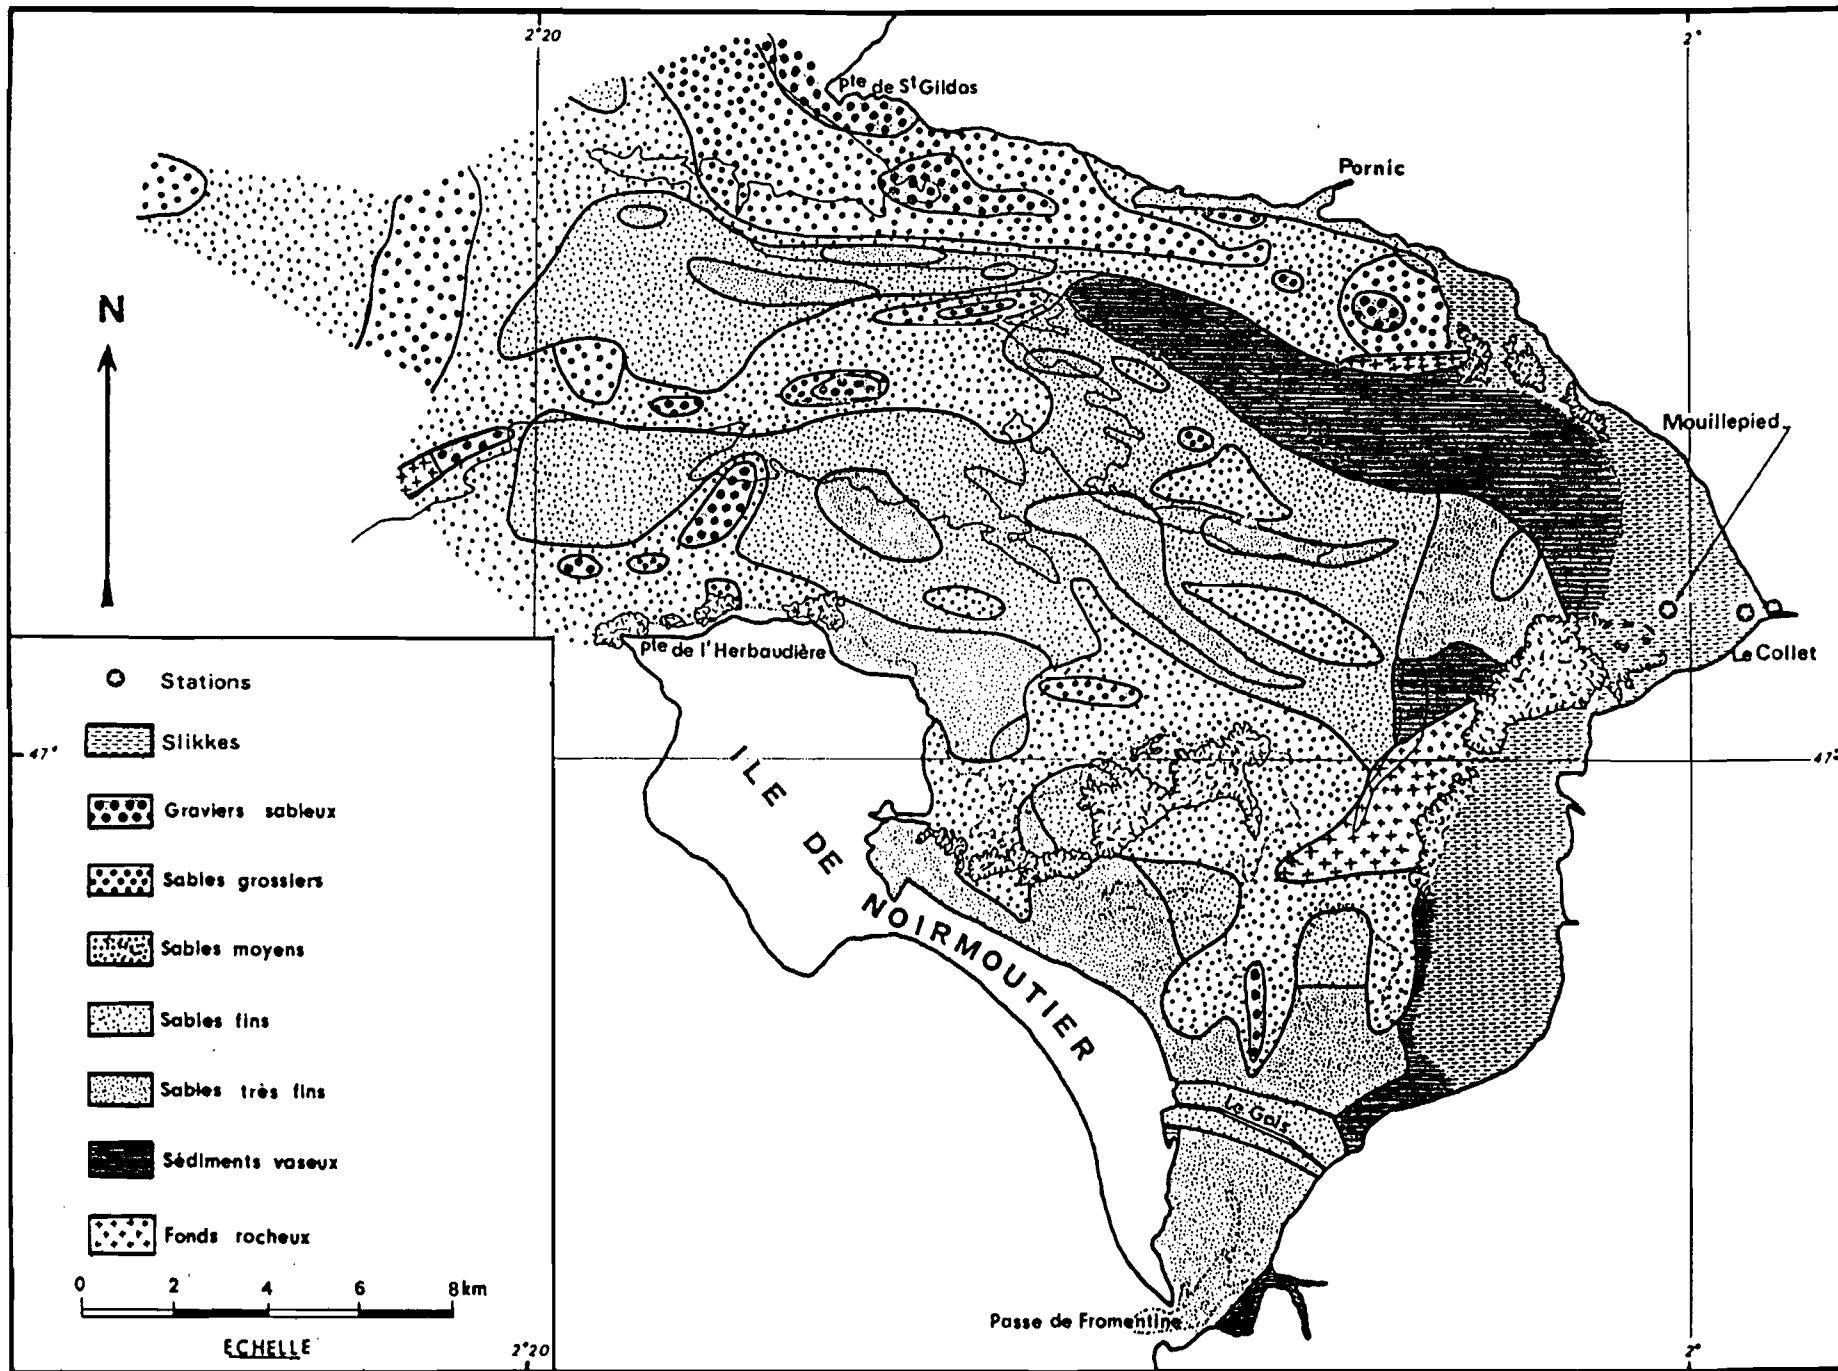 2°20
2°
pte de St Gildas
Pornic
N
Mouillepied
Le Collet
pte de l'Herbaudière
47°
47°
ILE DE NOIRMOUTIER
Le Gois
Passe de Fromentine
2°20
2°
Stations
Slikkes
Graviers sableux
Sables grossiers
Sables moyens
Sables fins
Sables très fins
Sédiments vaseux
Fonds rocheux
0 2 4 6 8 km
ECHELLE